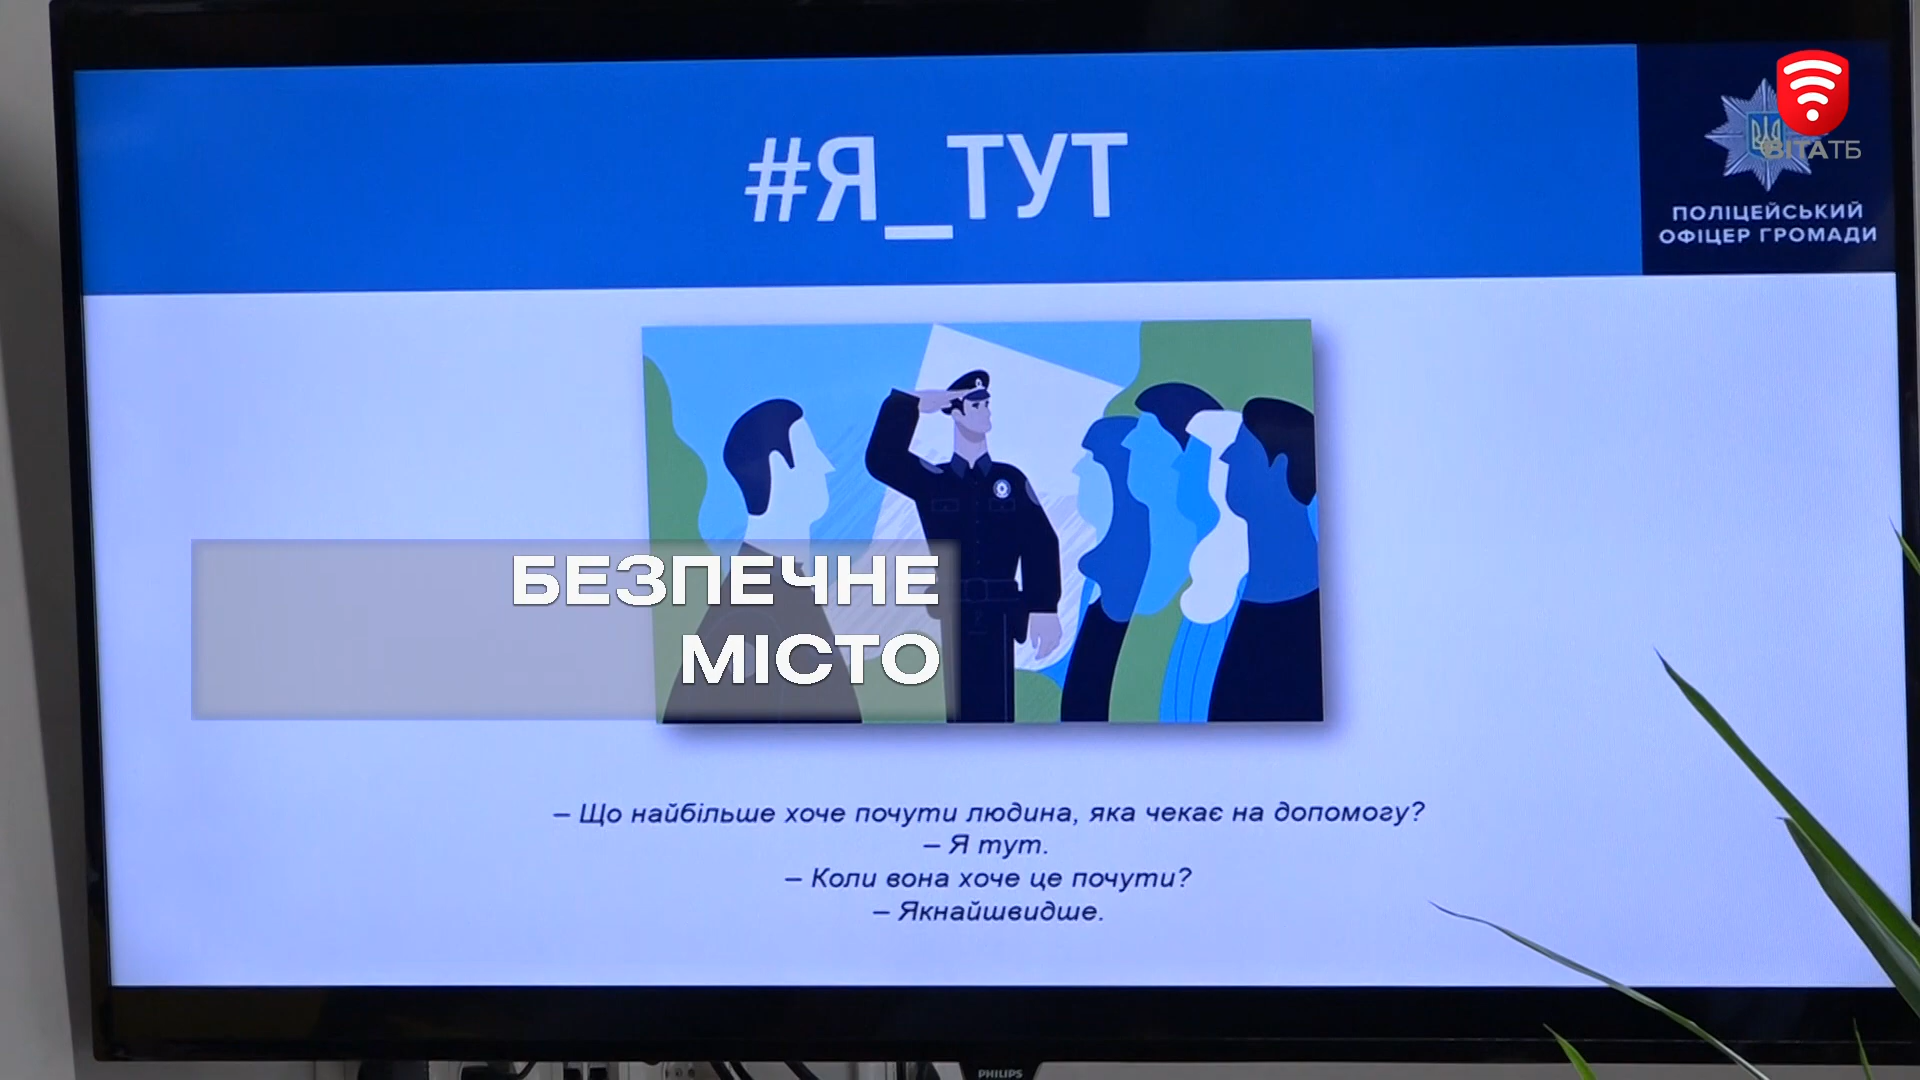 #Я_ТУТ
ВІТАТБ
ПОЛІЦЕЙСЬКИЙ
ОФІЦЕР ГРОМАДИ
БЕЗПЕЧНЕ
МІСТО
– Що найбільше хоче почути людина, яка чекає на допомогу?
– Я тут.
– Коли вона хоче це почути?
– Якнайшвидше.
PHILIPS